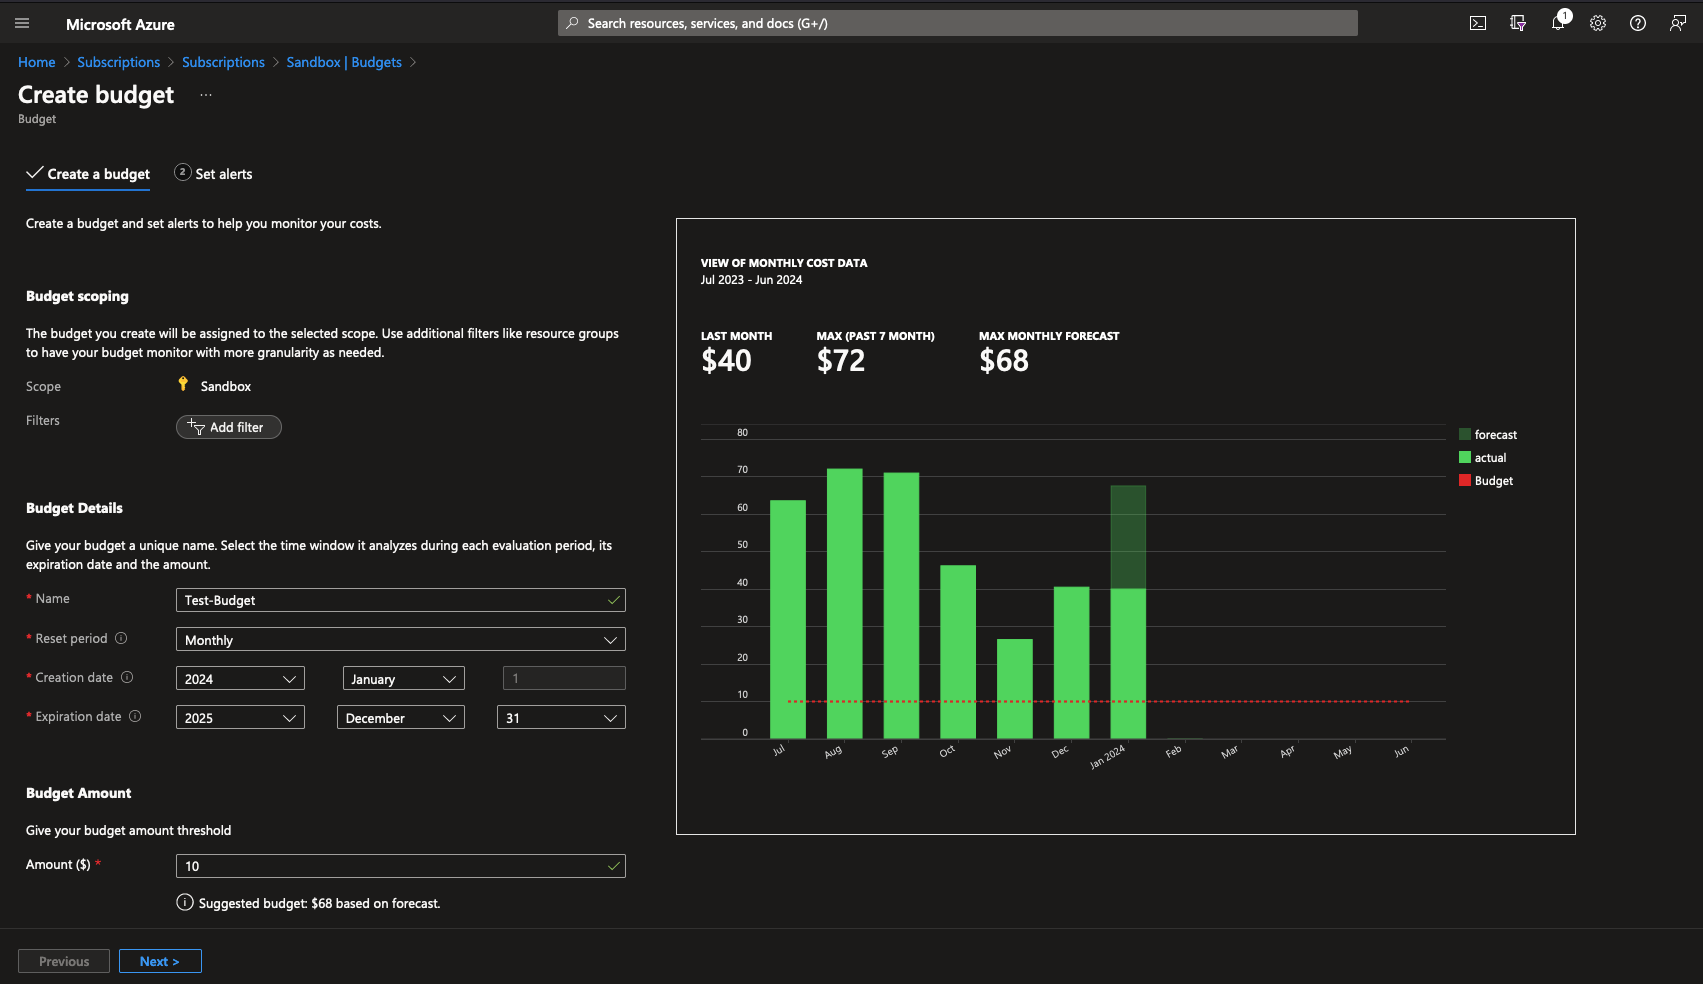 Microsoft Azure
Search resources, services, and docs (G+/)
1
Home > Subscriptions > Subscriptions > Sandbox | Budgets >
Create budget ...
Budget
Create a budget
2 Set alerts
Create a budget and set alerts to help you monitor your costs.
Budget scoping
The budget you create will be assigned to the selected scope. Use additional filters like resource groups
to have your budget monitor with more granularity as needed.
Scope Sandbox
Filters Add filter
Budget Details
Give your budget a unique name. Select the time window it analyzes during each evaluation period, its
expiration date and the amount.
* Name Test-Budget
* Reset period Monthly
* Creation date 2024 January 1
* Expiration date 2025 December 31
Budget Amount
Give your budget amount threshold
Amount ($) * 10
Suggested budget: $68 based on forecast.
Previous Next >
VIEW OF MONTHLY COST DATA
Jul 2023 - Jun 2024
LAST MONTH MAX (PAST 7 MONTH) MAX MONTHLY FORECAST
$40 $72 $68
80
70
60
50
40
30
20
10
0
Jul Aug Sep Oct Nov Dec Jan 2024 Feb Mar Apr May Jun
forecast
actual
Budget